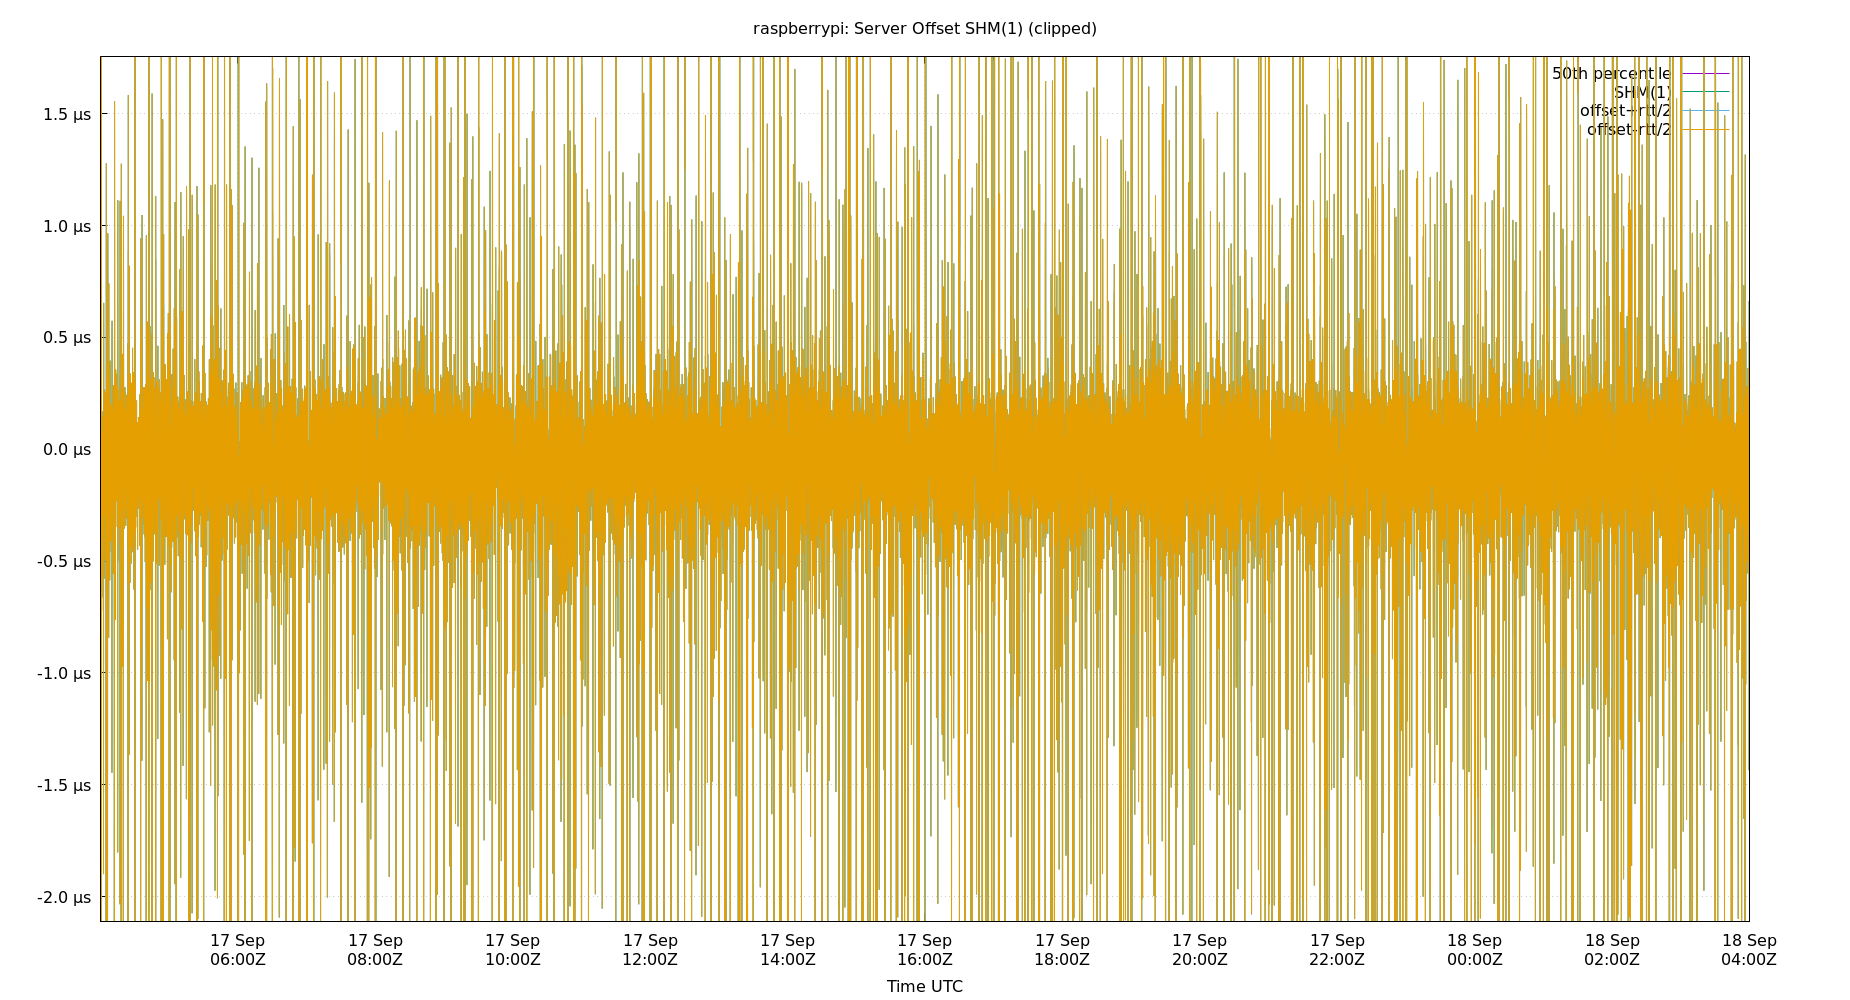 raspberrypi: Server Offset SHM(1) (clipped)
50th percentile
SHM(1)
offset+rtt/2
offset-rtt/2
1.5 µs
1.0 µs
0.5 µs
0.0 µs
-0.5 µs
-1.0 µs
-1.5 µs
-2.0 µs
17 Sep 17 Sep 17 Sep 17 Sep 17 Sep 17 Sep 17 Sep 17 Sep 17 Sep 18 Sep 18 Sep 18 Sep
06:00Z 08:00Z 10:00Z 12:00Z 14:00Z 16:00Z 18:00Z 20:00Z 22:00Z 00:00Z 02:00Z 04:00Z
Time UTC